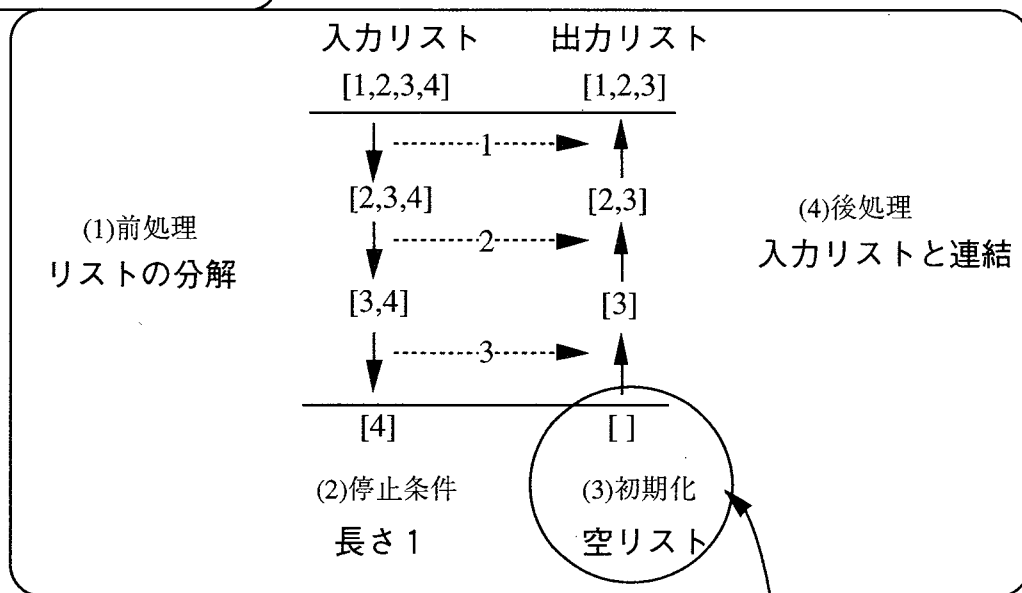 入力リスト 出力リスト
[1,2,3,4] [1,2,3]
1
[2,3,4] [2,3]
(1)前処理
リストの分解
2
(4)後処理
入力リストと連結
[3,4] [3]
3
[4] [ ]
(2)停止条件 (3)初期化
長さ1 空リスト